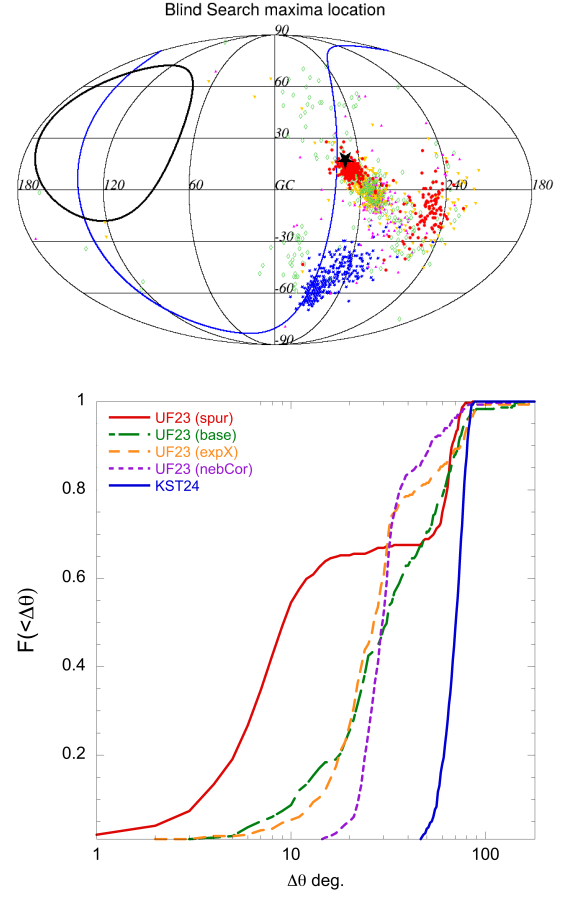 Blind Search maxima location
90
60
30
180 120 60 GC 240 180
-30
-60
-90
1
UF23 (spur)
UF23 (base)
UF23 (expX)
UF23 (nebCor)
KST24
0.8
0.6
F(<Δθ)
0.4
0.2
1 10 100
Δθ deg.